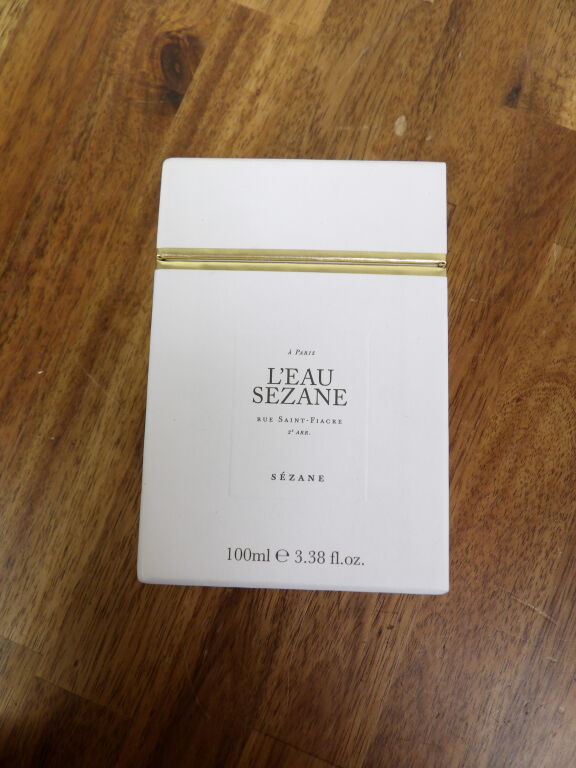 À PARIS
L'EAU
SEZANE
RUE SAINT-FIACRE
2e ARR.
SÉZANE
100ml ℮ 3.38 fl.oz.